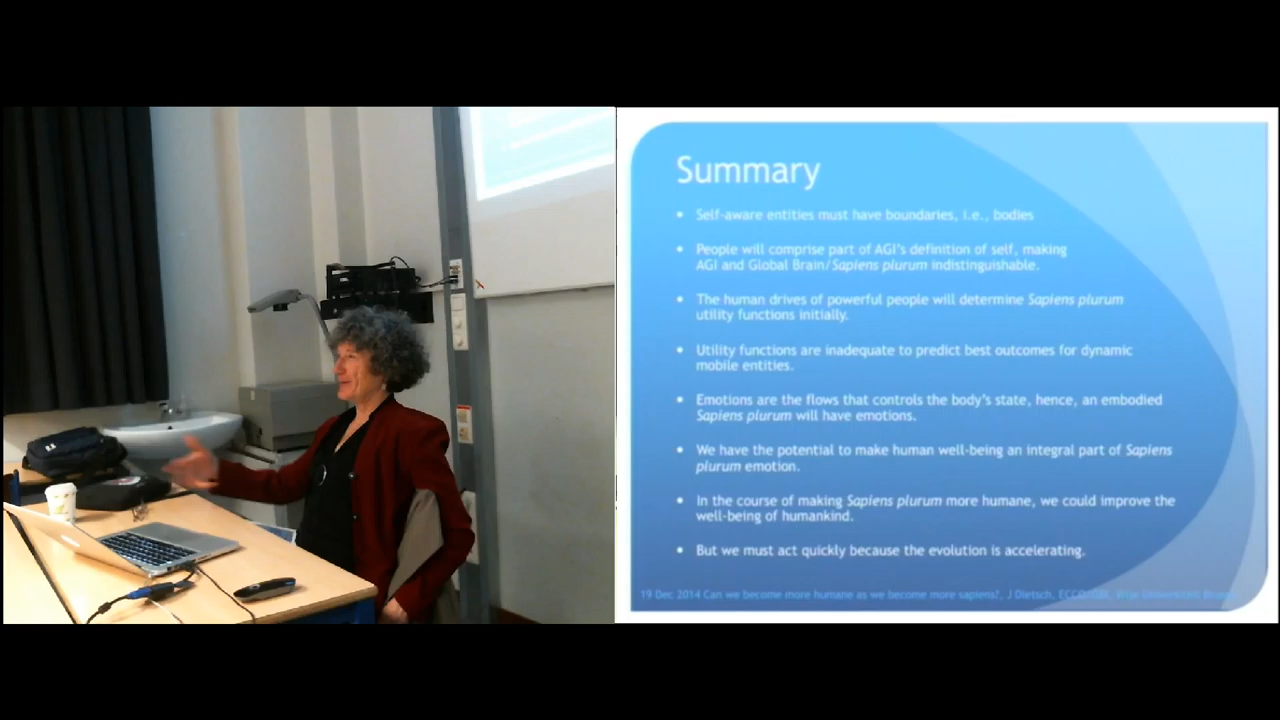 Summary
• Self-aware entities must have boundaries, i.e., bodies
• People will comprise part of AGI's definition of self, making
AGI and Global Brain/Sapiens plurum indistinguishable.
• The human drives of powerful people will determine Sapiens plurum
utility functions initially.
• Utility functions are inadequate to predict best outcomes for dynamic
mobile entities.
• Emotions are the flows that controls the body's state, hence, an embodied
Sapiens plurum will have emotions.
• We have the potential to make human well-being an integral part of Sapiens
plurum emotion.
• In the course of making Sapiens plurum more humane, we could improve the
well-being of humankind.
• But we must act quickly because the evolution is accelerating.
19 Dec 2014 Can we become more humane as we become more sapiens?, J Dietsch, Vrije Universiteit